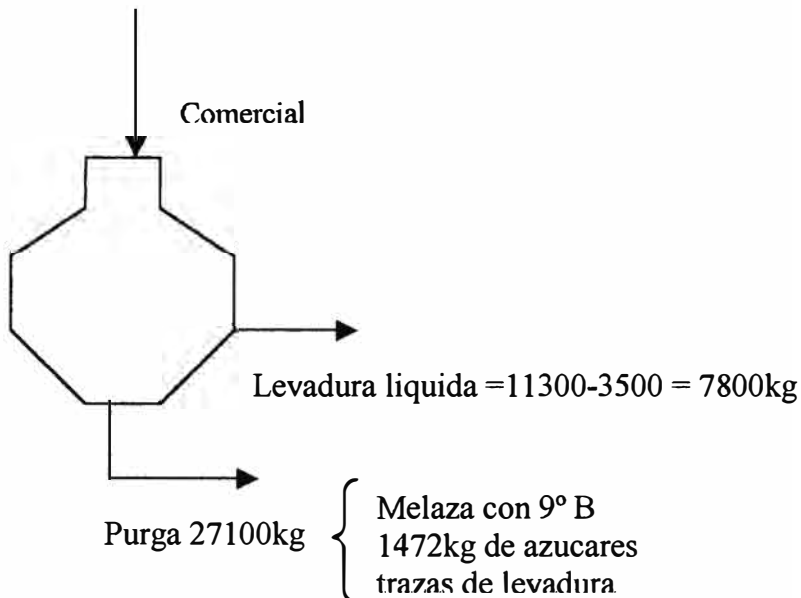 Comercial
Levadura liquida =11300-3500 = 7800kg
Purga 27100kg
Melaza con 9º B
1472kg de azucares
trazas de levadura